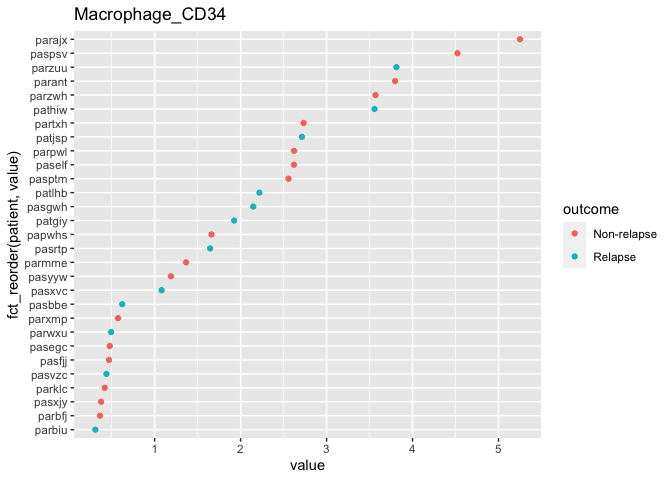 Macrophage_CD34
fct_reorder(patient, value)
parajx
paspsv
parzuu
parant
parzwh
pathiw
partxh
patjsp
parpwl
paself
pasptm
patlhb
pasgwh
patgiy
papwhs
pasrtp
parmme
pasyyw
pasxvc
pasbbe
parxmp
parwxu
pasegc
pasfjj
pasvzc
parklc
pasxjy
parbfj
parbiu
1 2 3 4 5
value
outcome
Non-relapse
Relapse